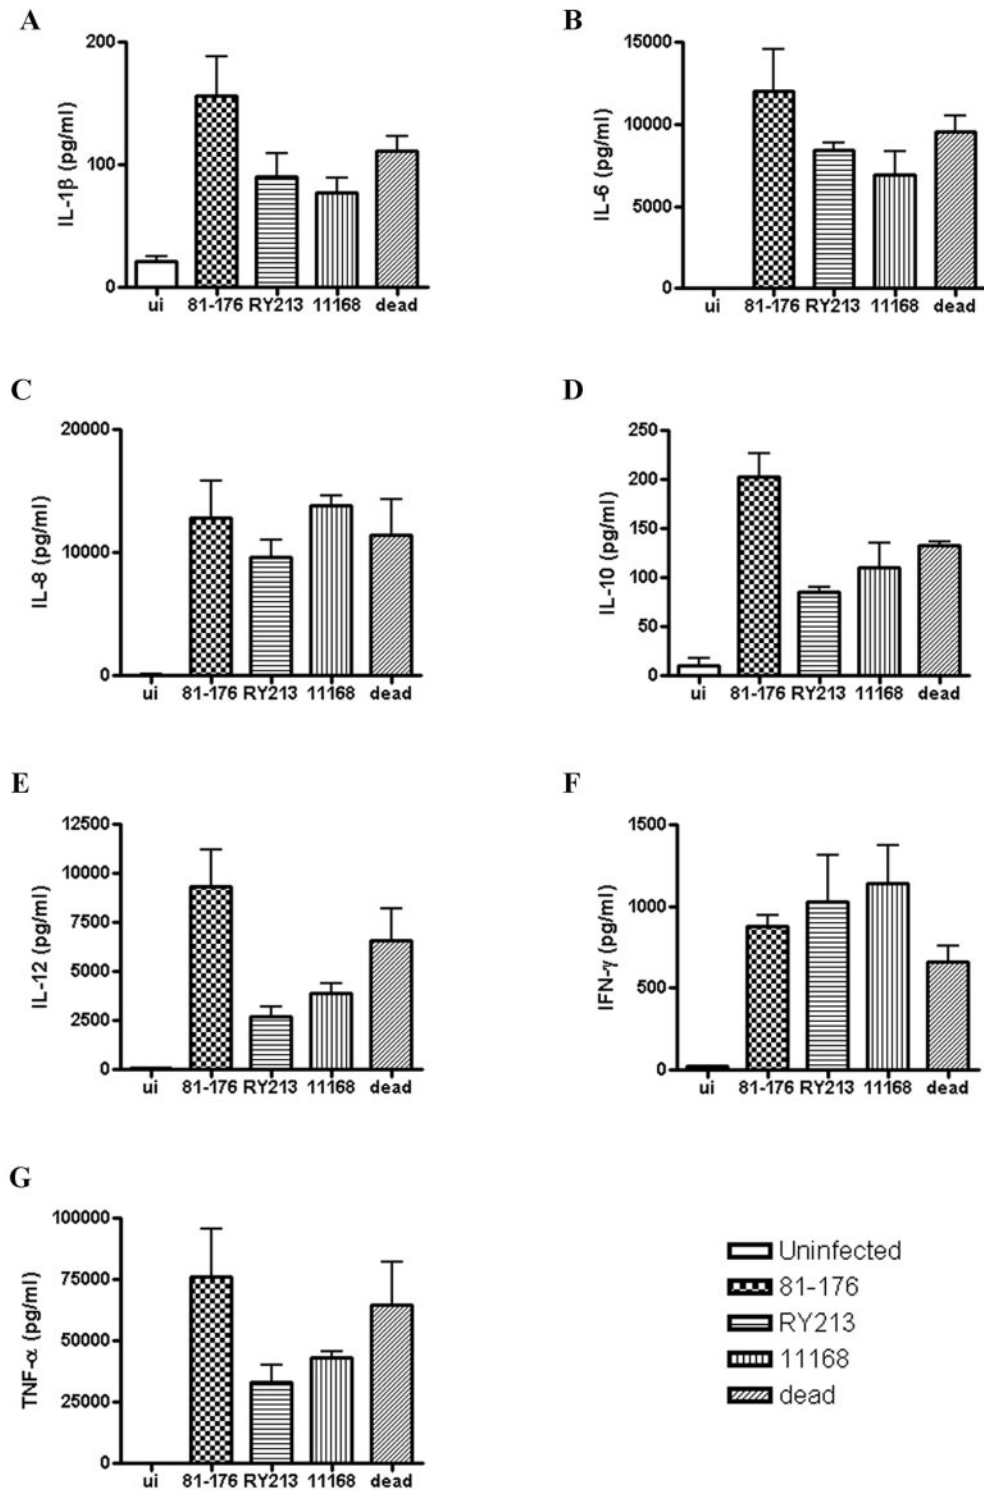 A
IL-1β (pg/ml)
200
100
0
ui 81-176 RY213 11168 dead
B
IL-6 (pg/ml)
15000
10000
5000
0
ui 81-176 RY213 11168 dead
C
IL-8 (pg/ml)
20000
10000
0
ui 81-176 RY213 11168 dead
D
IL-10 (pg/ml)
250
200
150
100
50
0
ui 81-176 RY213 11168 dead
E
IL-12 (pg/ml)
12500
10000
7500
5000
2500
0
ui 81-176 RY213 11168 dead
F
IFN-γ (pg/ml)
1500
1000
500
0
ui 81-176 RY213 11168 dead
G
TNF-α (pg/ml)
100000
75000
50000
25000
0
ui 81-176 RY213 11168 dead
Uninfected
81-176
RY213
11168
dead